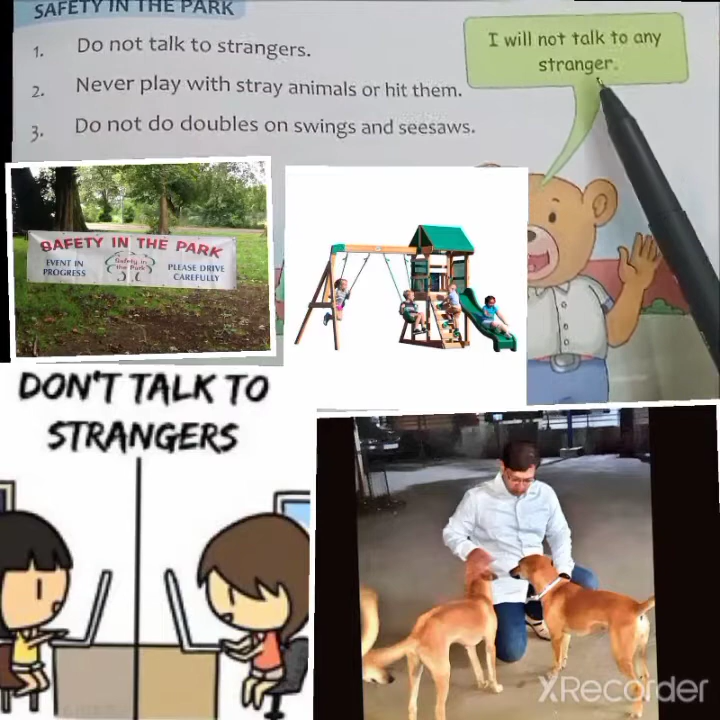 SAFETY IN THE PARK
1. Do not talk to strangers.
2. Never play with stray animals or hit them.
3. Do not do doubles on swings and seesaws.
I will not talk to any
stranger.
SAFETY IN THE PARK
EVENT IN
PROGRESS
Safety in
the Park
PLEASE DRIVE
CAREFULLY
DON'T TALK TO
STRANGERS
XRecorder